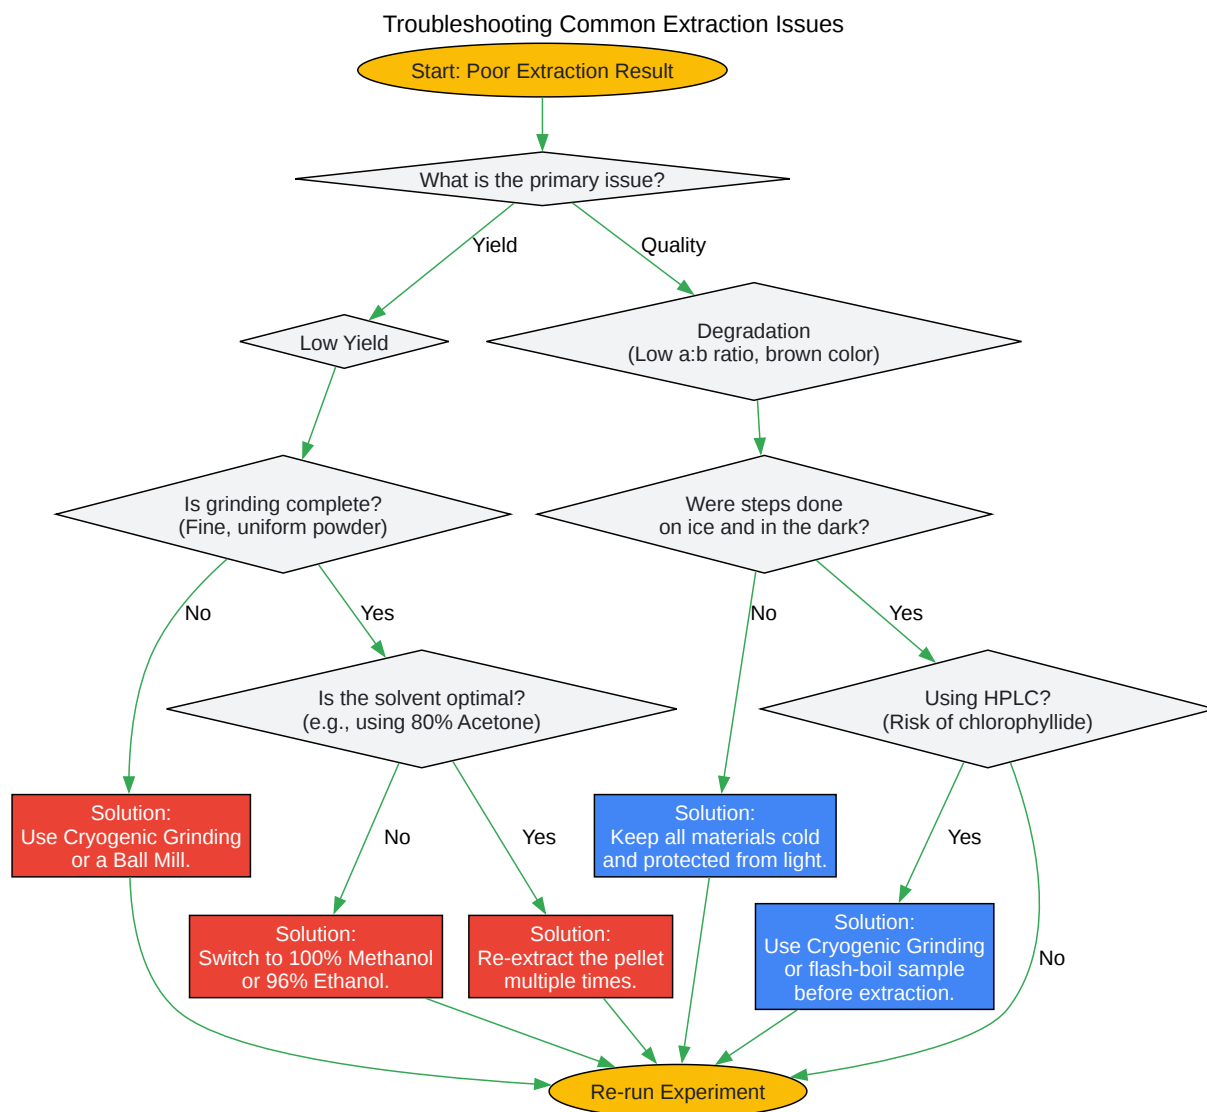 Troubleshooting Common Extraction Issues
Start: Poor Extraction Result
What is the primary issue?
Yield
Quality
Low Yield
Degradation
(Low a:b ratio, brown color)
Is grinding complete?
(Fine, uniform powder)
Were steps done
on ice and in the dark?
No
Yes
No
Yes
Is the solvent optimal?
(e.g., using 80% Acetone)
Using HPLC?
(Risk of chlorophyllide)
Solution:
Use Cryogenic Grinding
or a Ball Mill.
No
Yes
Solution:
Keep all materials cold
and protected from light.
Yes
No
Solution:
Switch to 100% Methanol
or 96% Ethanol.
Solution:
Re-extract the pellet
multiple times.
Solution:
Use Cryogenic Grinding
or flash-boil sample
before extraction.
Re-run Experiment